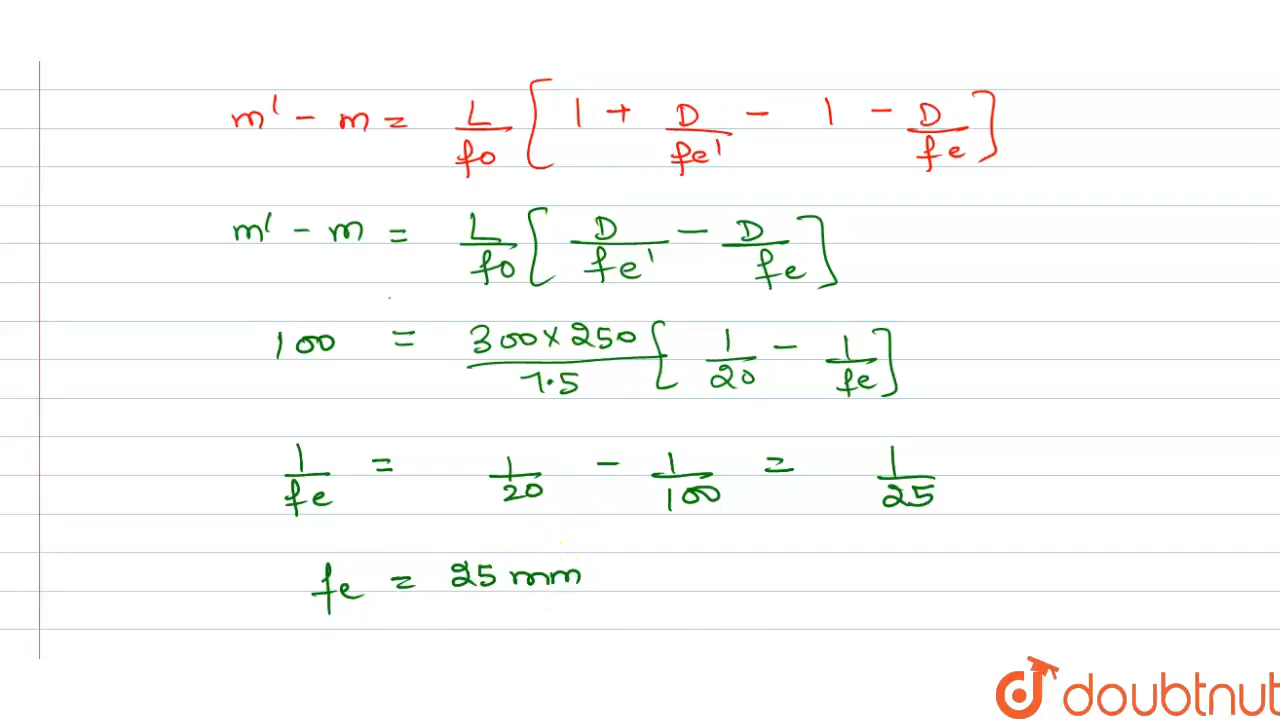 m' - m = L/fo [ 1 + D/fe' - 1 - D/fe ]
m' - m = L/fo [ D/fe' - D/fe ]
100 = 300×250/7.5 [ 1/20 - 1/fe ]
1/fe = 1/20 - 1/100 = 1/25
fe = 25 mm
doubtnut